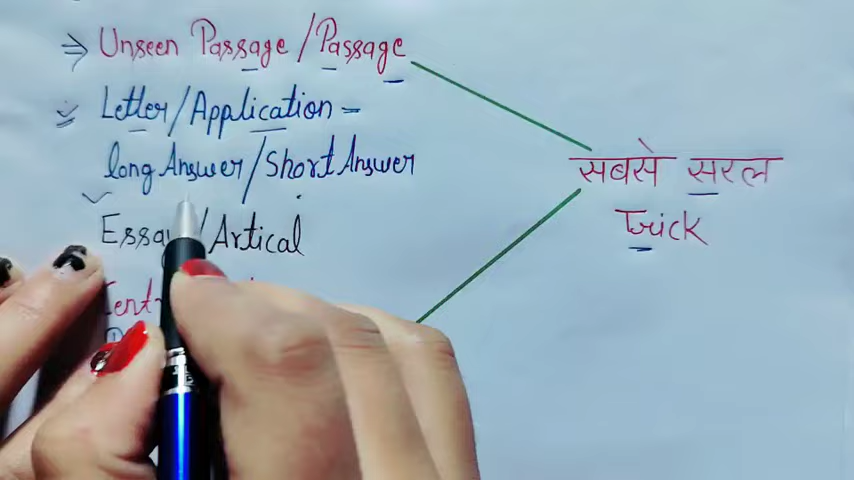 ⇒ Unseen Passage / Passage
Letter / Application -
long Answer / Short Answer
Essay / Artical
सबसे सरल
Trick